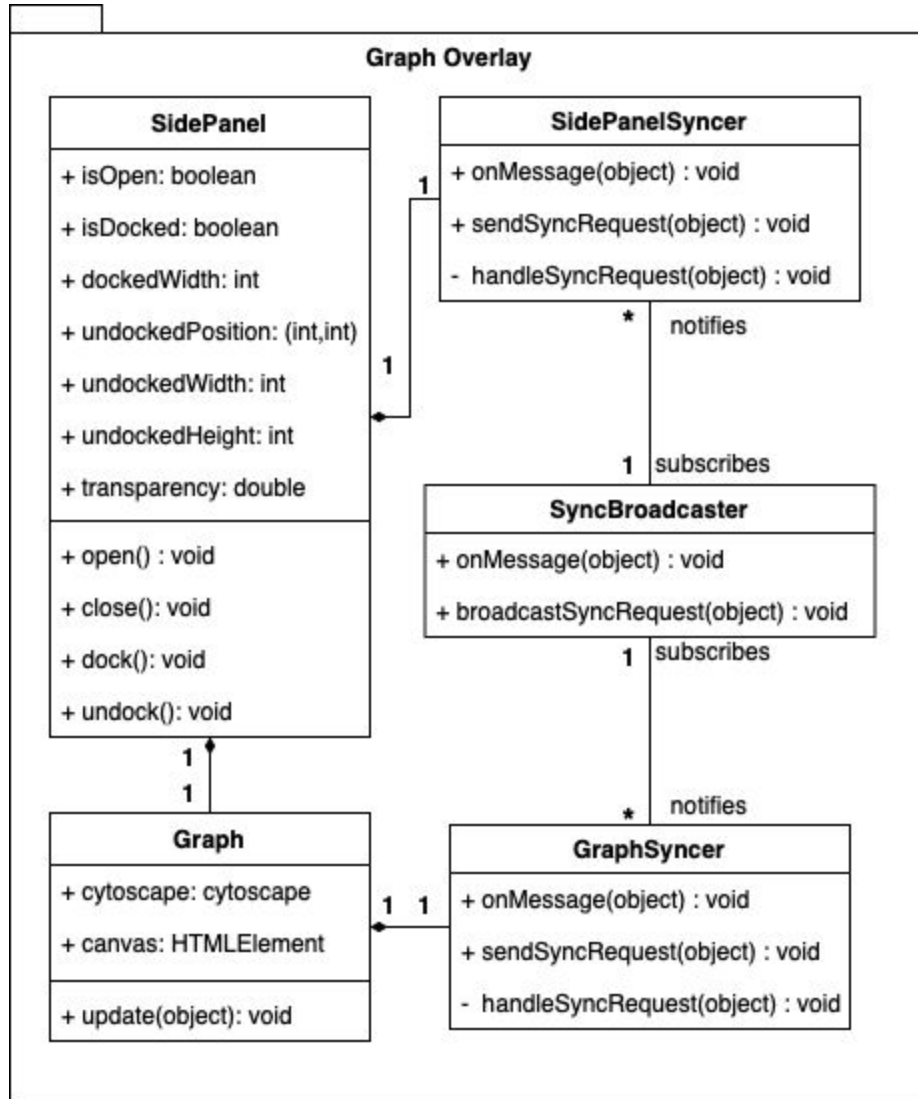 Graph Overlay
SidePanel
+ isOpen: boolean
+ isDocked: boolean
+ dockedWidth: int
+ undockedPosition: (int,int)
+ undockedWidth: int
+ undockedHeight: int
+ transparency: double
+ open() : void
+ close(): void
+ dock(): void
+ undock(): void
1
1
SidePanelSyncer
+ onMessage(object) : void
+ sendSyncRequest(object) : void
- handleSyncRequest(object) : void
* notifies
1 subscribes
SyncBroadcaster
+ onMessage(object) : void
+ broadcastSyncRequest(object) : void
1 subscribes
* notifies
1
1
Graph
+ cytoscape: cytoscape
+ canvas: HTMLElement
+ update(object): void
1 1
GraphSyncer
+ onMessage(object) : void
+ sendSyncRequest(object) : void
- handleSyncRequest(object) : void